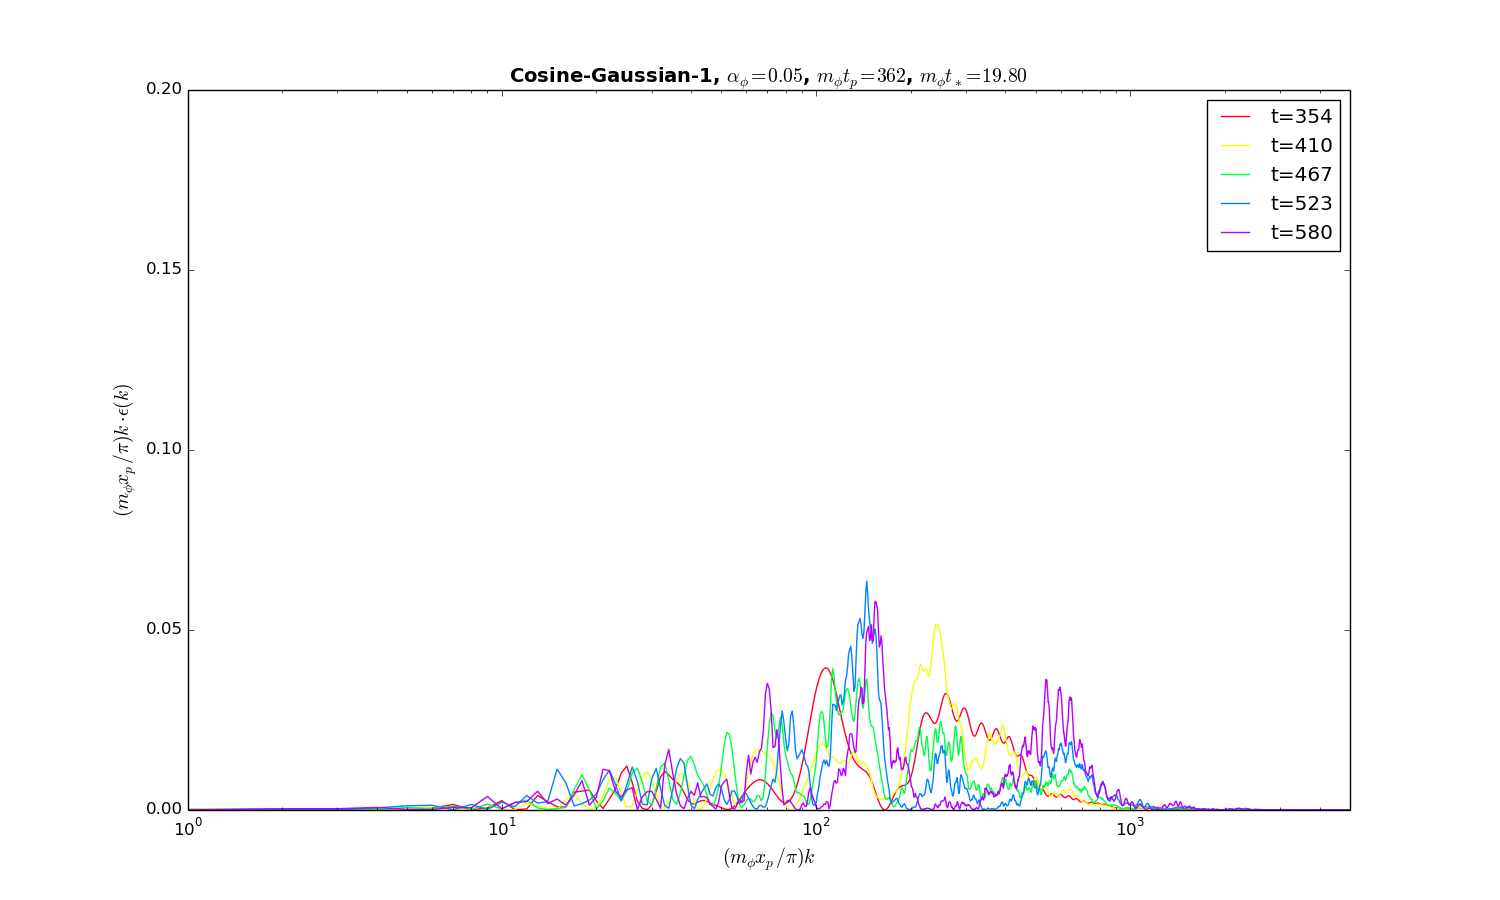 Cosine-Gaussian-1, α_ϕ=0.05, m_ϕt_p=362, m_ϕt_*=19.80
0.20
0.15
0.10
0.05
0.00
(m_ϕx_p/π)k·ϵ(k)
t=354
t=410
t=467
t=523
t=580
10^0
10^1
10^2
10^3
(m_ϕx_p/π)k